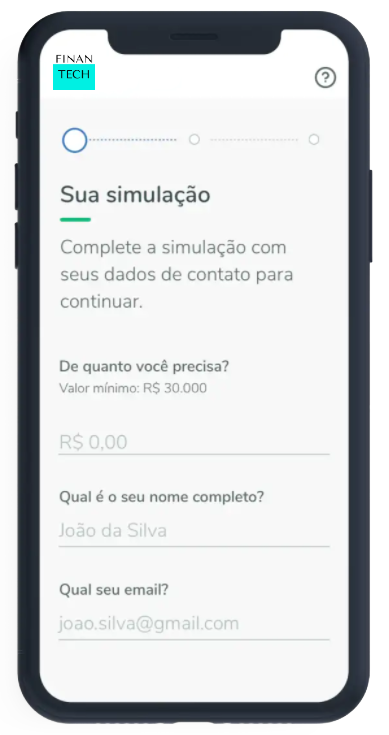 FINAN
TECH
?
Sua simulação
Complete a simulação com
seus dados de contato para
continuar.
De quanto você precisa?
Valor mínimo: R$ 30.000
R$ 0,00
Qual é o seu nome completo?
João da Silva
Qual seu email?
joao.silva@gmail.com